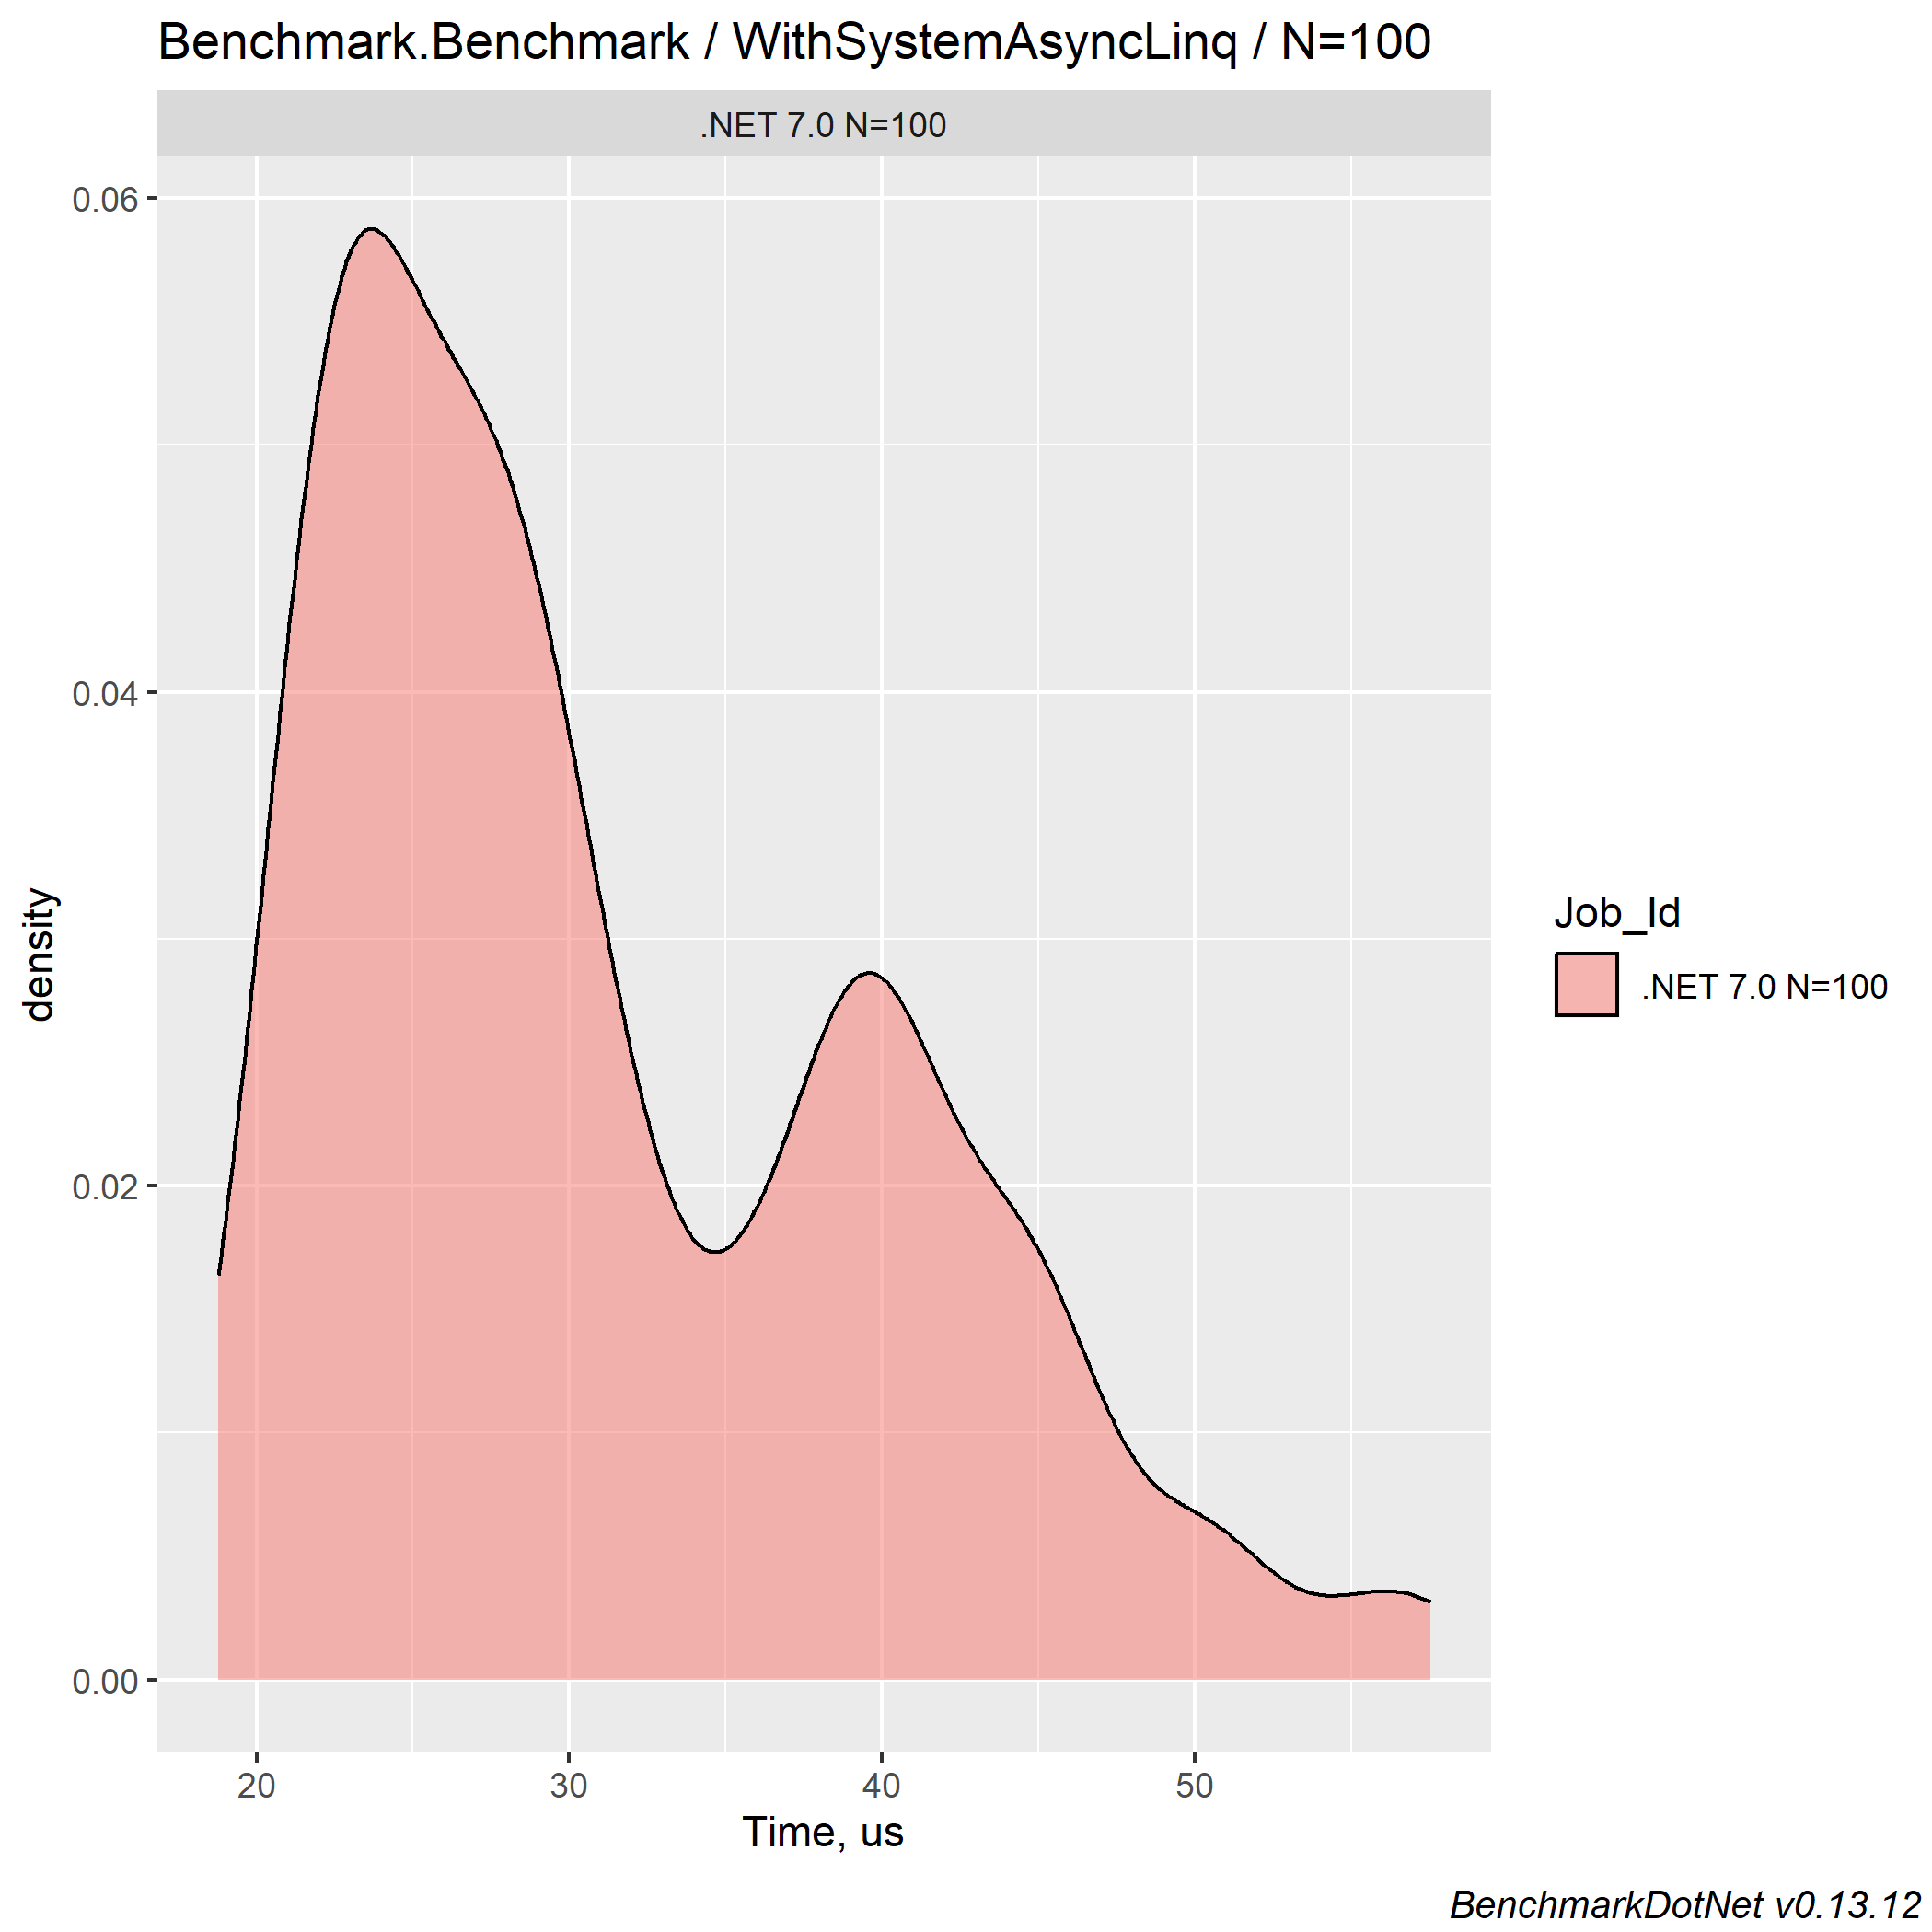 Benchmark.Benchmark / WithSystemAsyncLinq / N=100
.NET 7.0 N=100
0.06
0.04
0.02
0.00
density
20 30 40 50
Time, us
Job_Id
.NET 7.0 N=100
BenchmarkDotNet v0.13.12